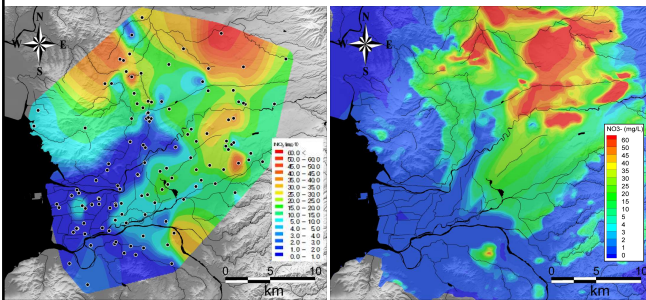 N
W E
S
NO3(mg/l)
60.0 <
50.0 - 60.0
45.0 - 50.0
40.0 - 45.0
35.0 - 40.0
30.0 - 35.0
25.0 - 30.0
20.0 - 25.0
15.0 - 20.0
10.0 - 15.0
5.0 - 10.0
4.0 - 5.0
3.0 - 4.0
2.0 - 3.0
1.0 - 2.0
0.0 - 1.0
0 10
km
N
W E
S
NO3- (mg/L)
60
50
45
40
35
30
25
20
15
10
5
4
3
2
1
0
0 10
km